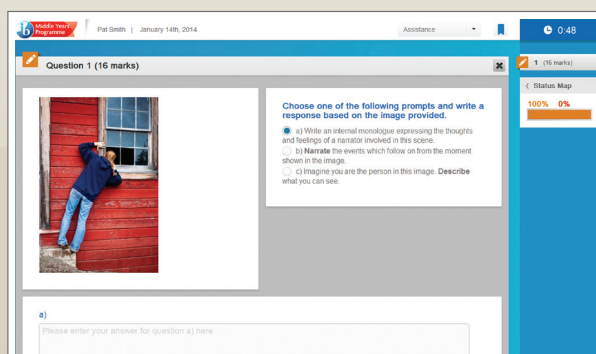 Middle Years
Programme
Pat Smith | January 14th, 2014
Assistance
0:48
Question 1 (16 marks)
1 (16 marks)
Status Map
100% 0%
Choose one of the following prompts and write a
response based on the image provided.
a) Write an internal monologue expressing the thoughts
and feelings of a narrator involved in this scene.
b) Narrate the events which follow on from the moment
shown in the image.
c) Imagine you are the person in this image. Describe
what you can see.
a)
Please enter your answer for question a) here